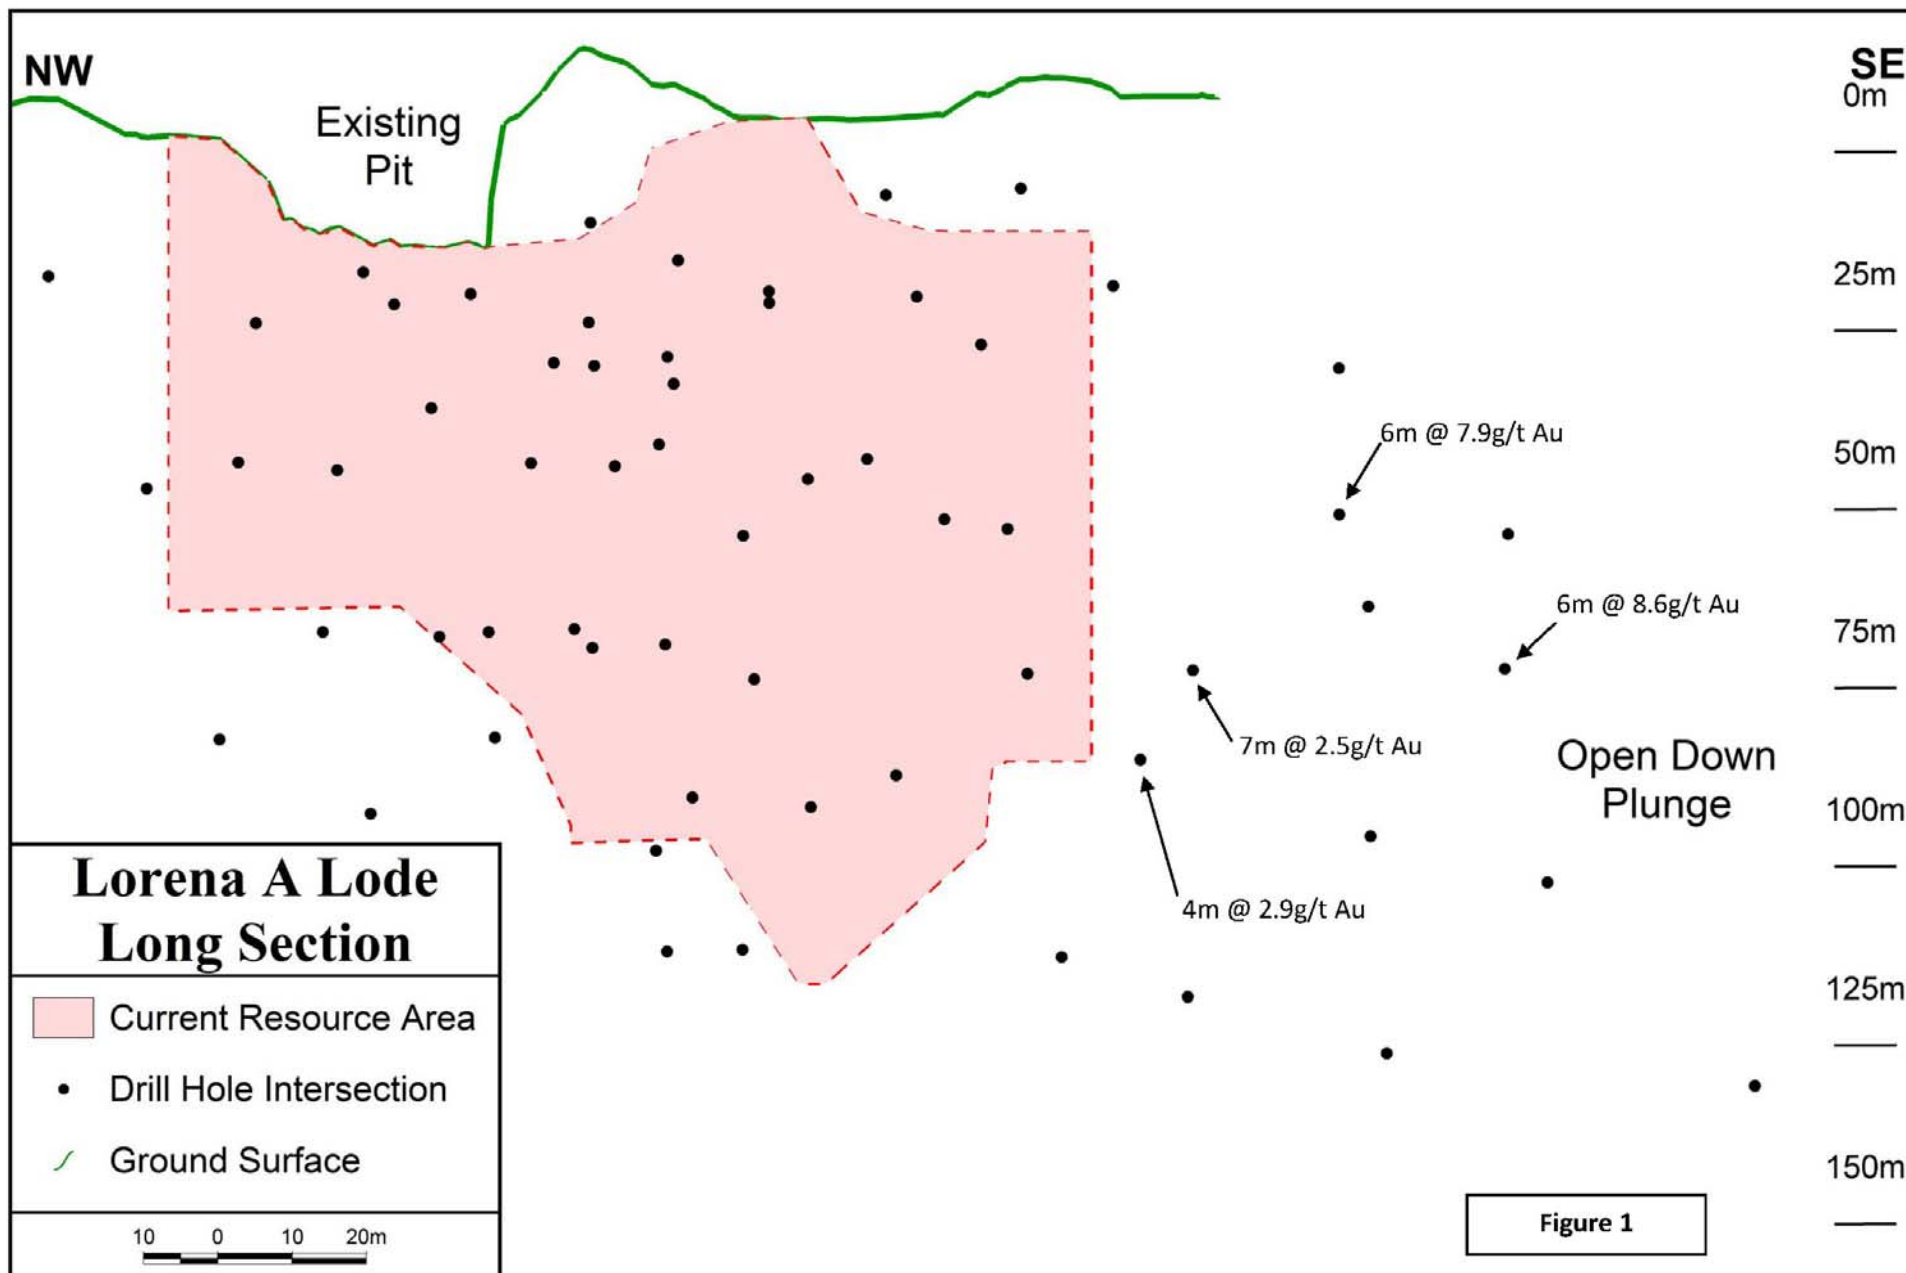 NW
SE
0m
Existing
Pit
25m
6m @ 7.9g/t Au
50m
6m @ 8.6g/t Au
75m
7m @ 2.5g/t Au
Open Down
Plunge
100m
4m @ 2.9g/t Au
125m
150m
Lorena A Lode
Long Section
Current Resource Area
Drill Hole Intersection
Ground Surface
10 0 10 20m
Figure 1